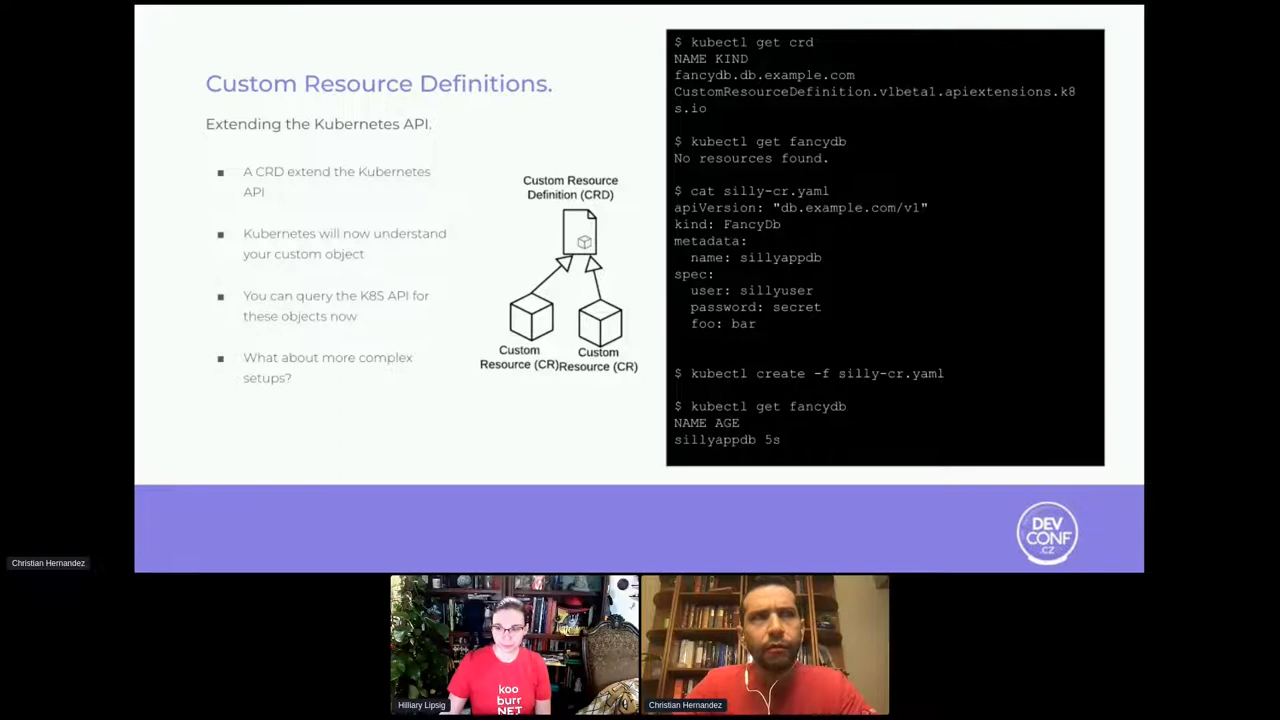 Custom Resource Definitions.
Extending the Kubernetes API.
■ A CRD extend the Kubernetes
API
■ Kubernetes will now understand
your custom object
■ You can query the K8S API for
these objects now
■ What about more complex
setups?
Custom Resource
Definition (CRD)
Custom
Resource (CR)
Custom
Resource (CR)
$ kubectl get crd
NAME KIND
fancydb.db.example.com
CustomResourceDefinition.v1beta1.apiextensions.k8
s.io
$ kubectl get fancydb
No resources found.
$ cat silly-cr.yaml
apiVersion: "db.example.com/v1"
kind: FancyDb
metadata:
  name: sillyappdb
spec:
  user: sillyuser
  password: secret
  foo: bar
$ kubectl create -f silly-cr.yaml
$ kubectl get fancydb
NAME AGE
sillyappdb 5s
DEV
CONF
.CZ
Christian Hernandez
koo
burr
NET
Hilliary Lipsig
Christian Hernandez